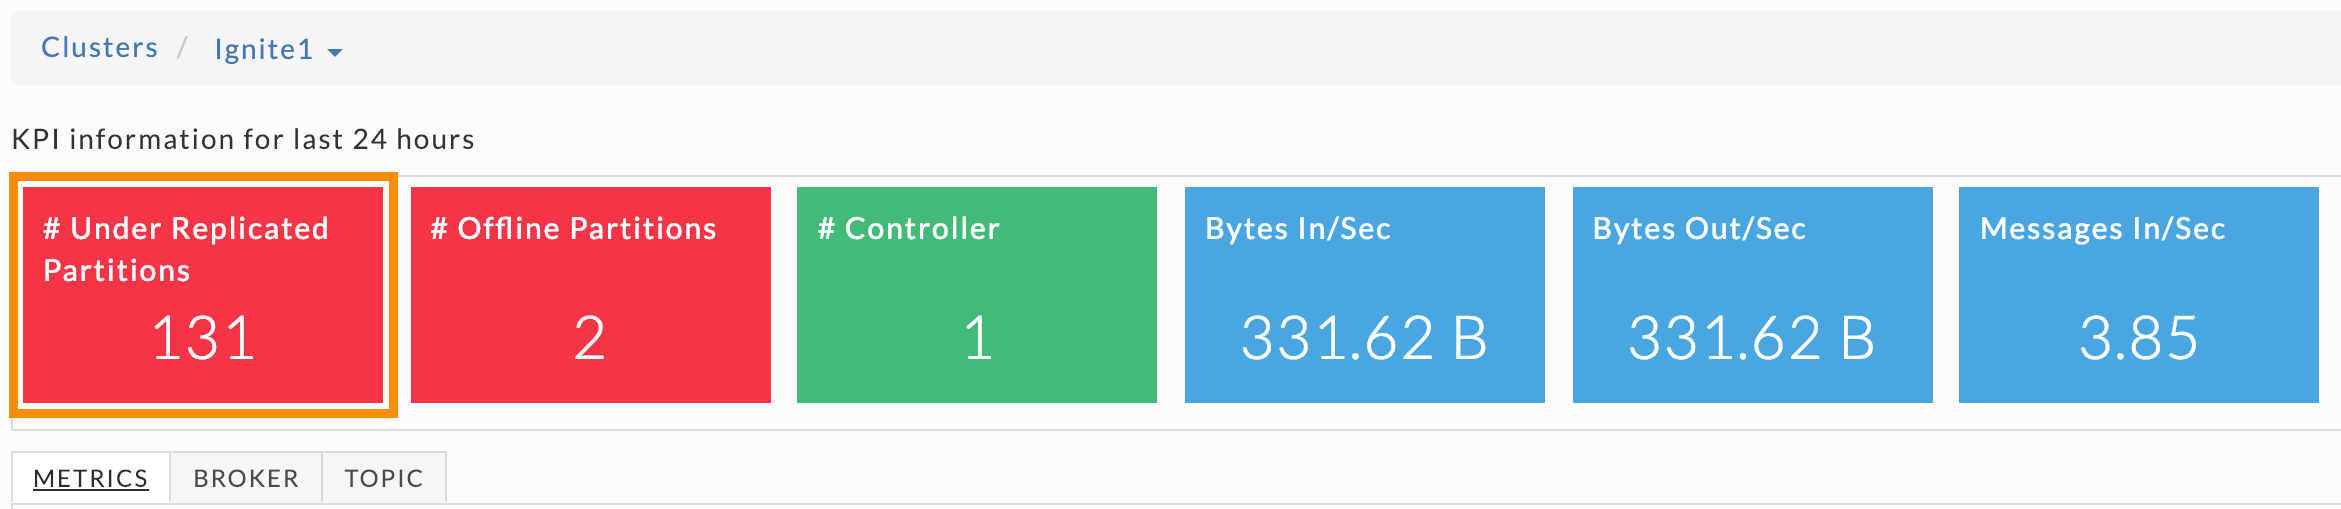 Clusters / Ignite1
KPI information for last 24 hours
# Under Replicated
Partitions
131
# Offline Partitions
2
# Controller
1
Bytes In/Sec
331.62 B
Bytes Out/Sec
331.62 B
Messages In/Sec
3.85
METRICS BROKER TOPIC